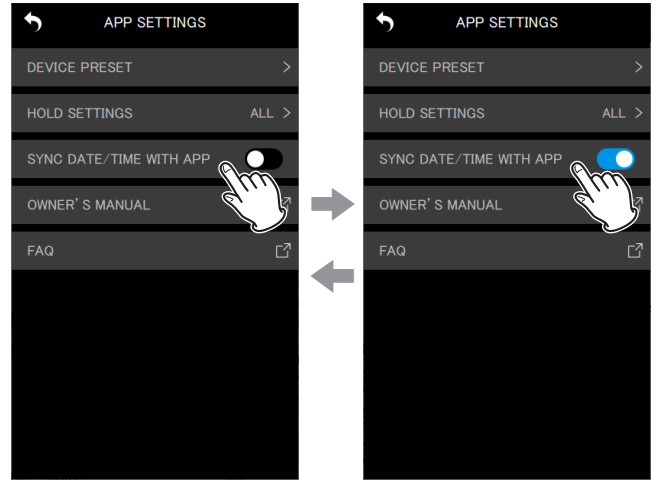 APP SETTINGS
DEVICE PRESET
HOLD SETTINGS ALL
SYNC DATE/TIME WITH APP
OWNER'S MANUAL
FAQ
APP SETTINGS
DEVICE PRESET
HOLD SETTINGS ALL
SYNC DATE/TIME WITH APP
OWNER'S MANUAL
FAQ